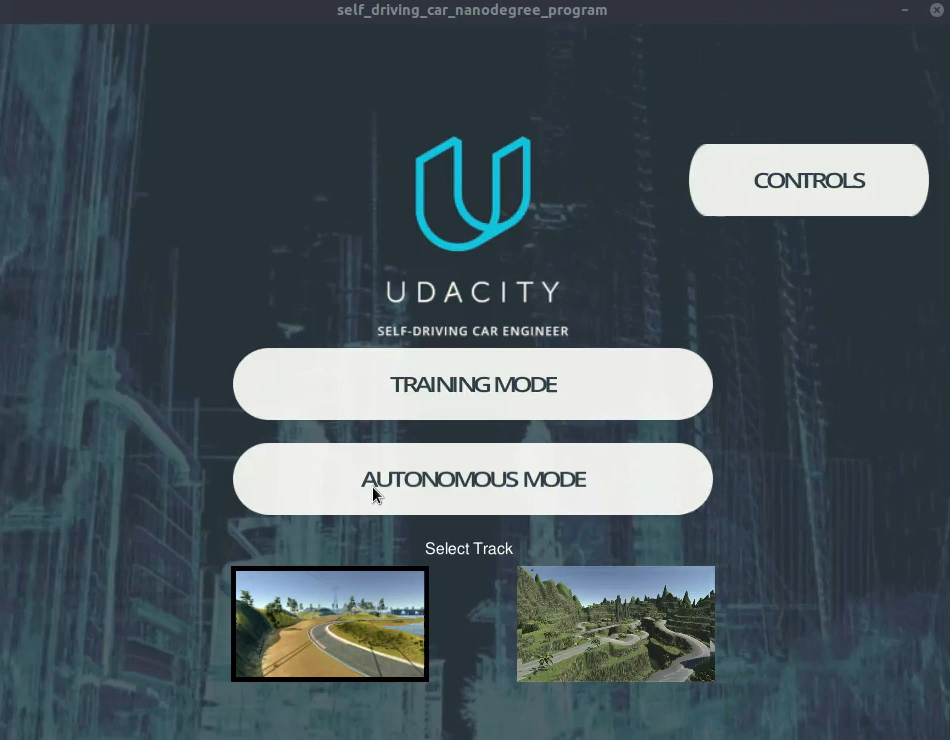 self_driving_car_nanodegree_program
CONTROLS
UDACITY
SELF-DRIVING CAR ENGINEER
TRAINING MODE
AUTONOMOUS MODE
Select Track